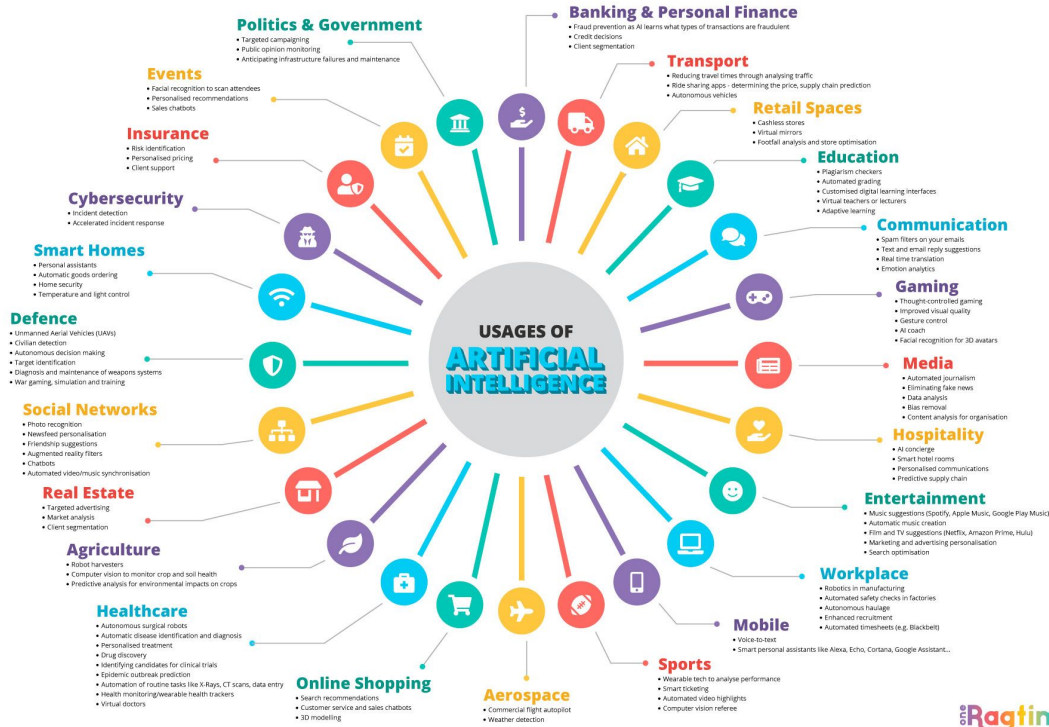 USAGES OF
ARTIFICIAL
INTELLIGENCE
Banking & Personal Finance
• Fraud prevention as AI learns what types of transactions are fraudulent
• Credit decisions
• Client segmentation
Transport
• Reducing travel times through analysing traffic
• Ride sharing apps - determining the price, supply chain prediction
• Autonomous vehicles
Retail Spaces
• Cashless stores
• Virtual mirrors
• Footfall analysis and store optimisation
Education
• Plagiarism checkers
• Automated grading
• Customised digital learning interfaces
• Virtual teachers or lecturers
• Adaptive learning
Communication
• Spam filters on your emails
• Text and email reply suggestions
• Real time translation
• Emotion analytics
Gaming
• Thought-controlled gaming
• Improved visual quality
• Gesture control
• AI coach
• Facial recognition for 3D avatars
Media
• Automated journalism
• Eliminating fake news
• Data analysis
• Bias removal
• Content analysis for organisation
Hospitality
• AI concierge
• Smart hotel rooms
• Personalised communications
• Predictive supply chain
Entertainment
• Music suggestions (Spotify, Apple Music, Google Play Music)
• Automatic music creation
• Film and TV suggestions (Netflix, Amazon Prime, Hulu)
• Marketing and advertising personalisation
• Search optimisation
Workplace
• Robotics in manufacturing
• Automated safety checks in factories
• Autonomous haulage
• Enhanced recruitment
• Automated timesheets (e.g. Blackbelt)
Mobile
• Voice-to-text
• Smart personal assistants like Alexa, Echo, Cortana, Google Assistant...
Sports
• Wearable tech to analyse performance
• Smart ticketing
• Automated video highlights
• Computer vision referee
Aerospace
• Commercial flight autopilot
• Weather detection
Online Shopping
• Search recommendations
• Customer service and sales chatbots
• 3D modelling
Healthcare
• Autonomous surgical robots
• Automatic disease identification and diagnosis
• Personalised treatment
• Drug discovery
• Identifying candidates for clinical trials
• Epidemic outbreak prediction
• Automation of routine tasks like X-Rays, CT scans, data entry
• Health monitoring/wearable health trackers
• Virtual doctors
Agriculture
• Robot harvesters
• Computer vision to monitor crop and soil health
• Predictive analysis for environmental impacts on crops
Real Estate
• Targeted advertising
• Market analysis
• Client segmentation
Social Networks
• Photo recognition
• Newsfeed personalisation
• Friendship suggestions
• Augmented reality filters
• Chatbots
• Automated video/music synchronisation
Defence
• Unmanned Aerial Vehicles (UAVs)
• Civilian detection
• Autonomous decision making
• Target identification
• Diagnosis and maintenance of weapons systems
• War gaming, simulation and training
Smart Homes
• Personal assistants
• Automatic goods ordering
• Home security
• Temperature and light control
Cybersecurity
• Incident detection
• Accelerated incident response
Insurance
• Risk identification
• Personalised pricing
• Client support
Events
• Facial recognition to scan attendees
• Personalised recommendations
• Sales chatbots
Politics & Government
• Targeted campaigning
• Public opinion monitoring
• Anticipating infrastructure failures and maintenance
$
one Raatin